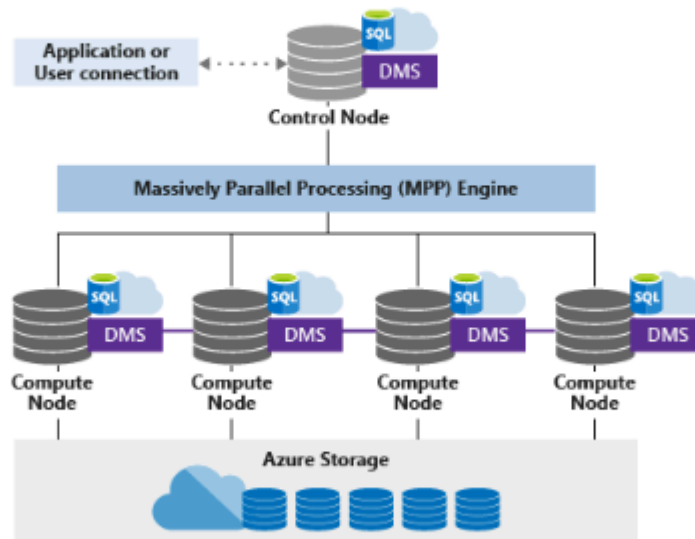 SQL
Application or
User connection
DMS
Control Node
Massively Parallel Processing (MPP) Engine
SQL
SQL
SQL
SQL
DMS
DMS
DMS
DMS
Compute
Node
Compute
Node
Compute
Node
Compute
Node
Azure Storage